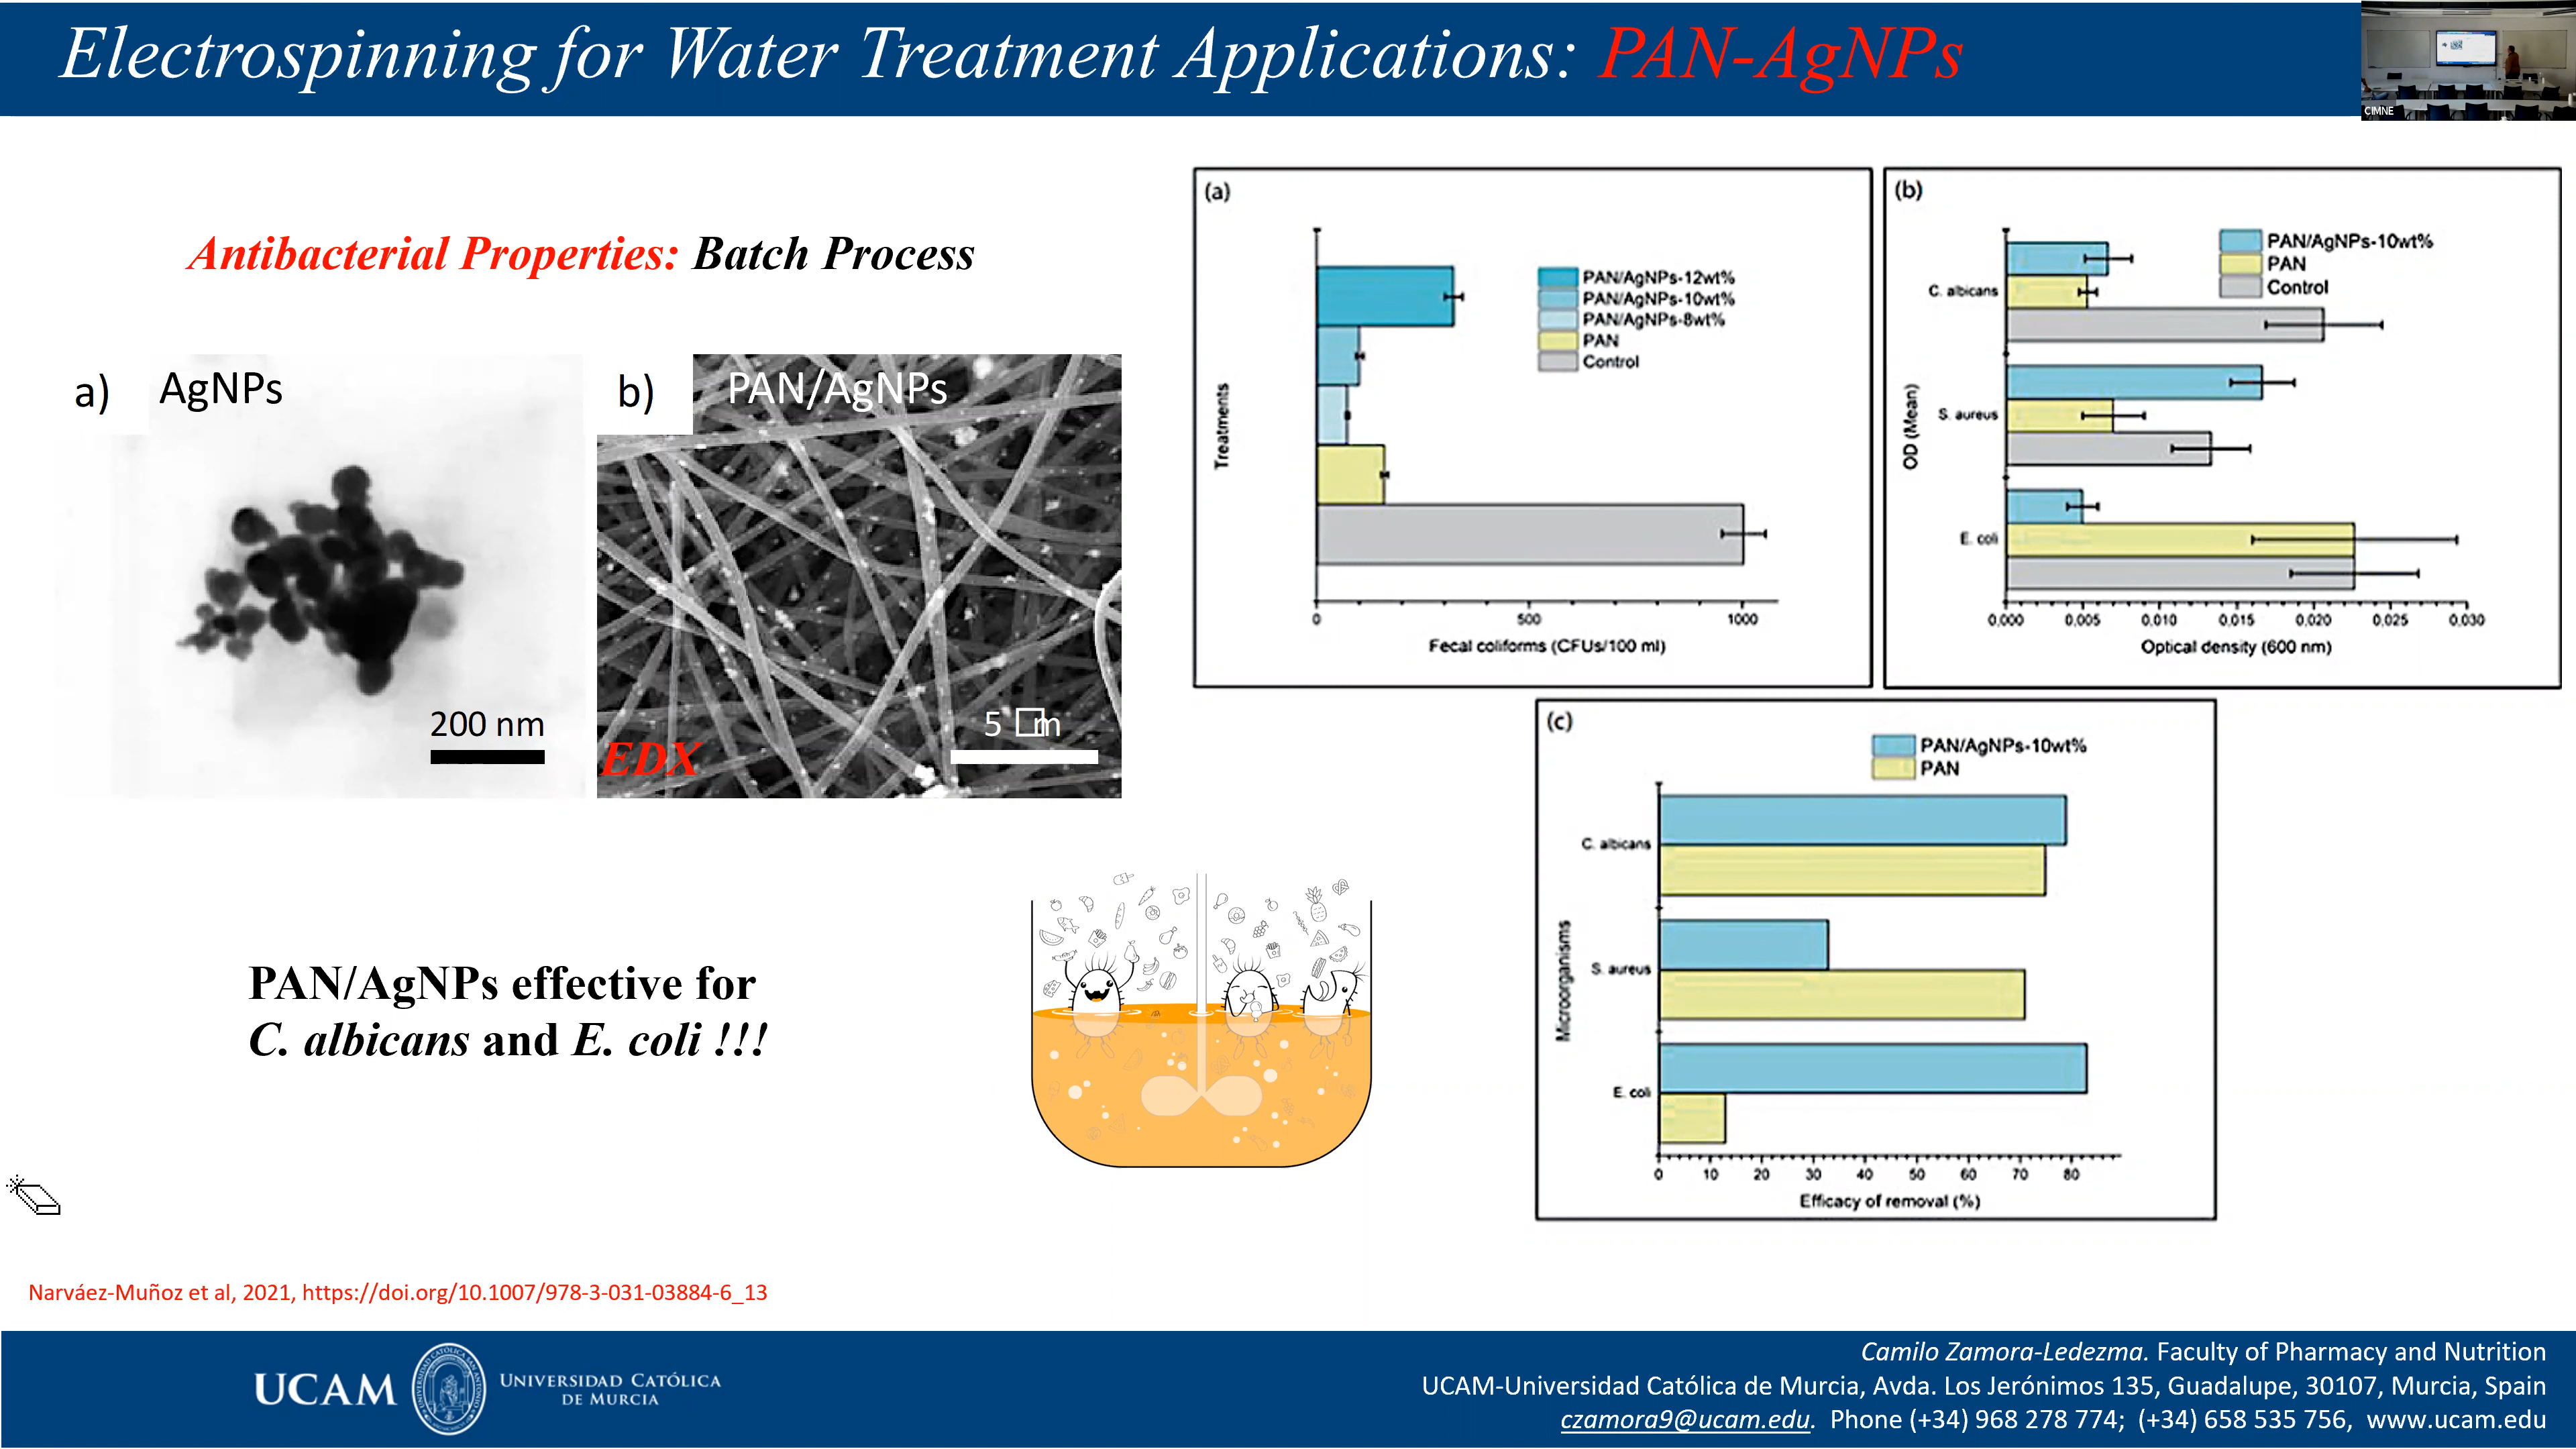 Electrospinning for Water Treatment Applications: PAN-AgNPs
CIMNE
Antibacterial Properties: Batch Process
a) AgNPs
200 nm
b) PAN/AgNPs
5 □m
EDX
PAN/AgNPs effective for
C. albicans and E. coli !!!
(a)
PAN/AgNPs-12wt%
PAN/AgNPs-10wt%
PAN/AgNPs-8wt%
PAN
Control
Treatments
0 500 1000
Fecal coliforms (CFUs/100 ml)
(b)
PAN/AgNPs-10wt%
PAN
Control
C. albicans
S. aureus
E. coli
OD (Mean)
0,000 0,005 0,010 0,015 0,020 0,025 0,030
Optical density (600 nm)
(c)
PAN/AgNPs-10wt%
PAN
C. albicans
S. aureus
E. coli
Microorganisms
0 10 20 30 40 50 60 70 80
Efficacy of removal (%)
Narváez-Muñoz et al, 2021, https://doi.org/10.1007/978-3-031-03884-6_13
UCAM
UNIVERSIDAD CATÓLICA
DE MURCIA
Camilo Zamora-Ledezma. Faculty of Pharmacy and Nutrition
UCAM-Universidad Católica de Murcia, Avda. Los Jerónimos 135, Guadalupe, 30107, Murcia, Spain
czamora9@ucam.edu. Phone (+34) 968 278 774; (+34) 658 535 756, www.ucam.edu